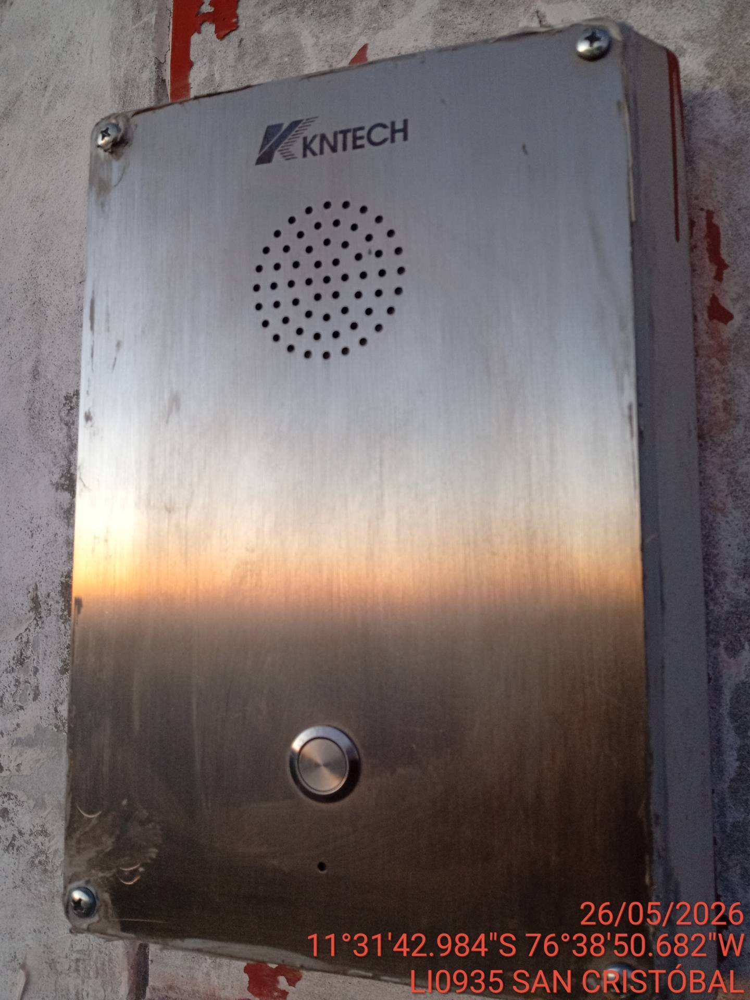 KNTECH
26/05/2026
11°31'42.984"S 76°38'50.682"W
LI0935 SAN CRISTÓBAL